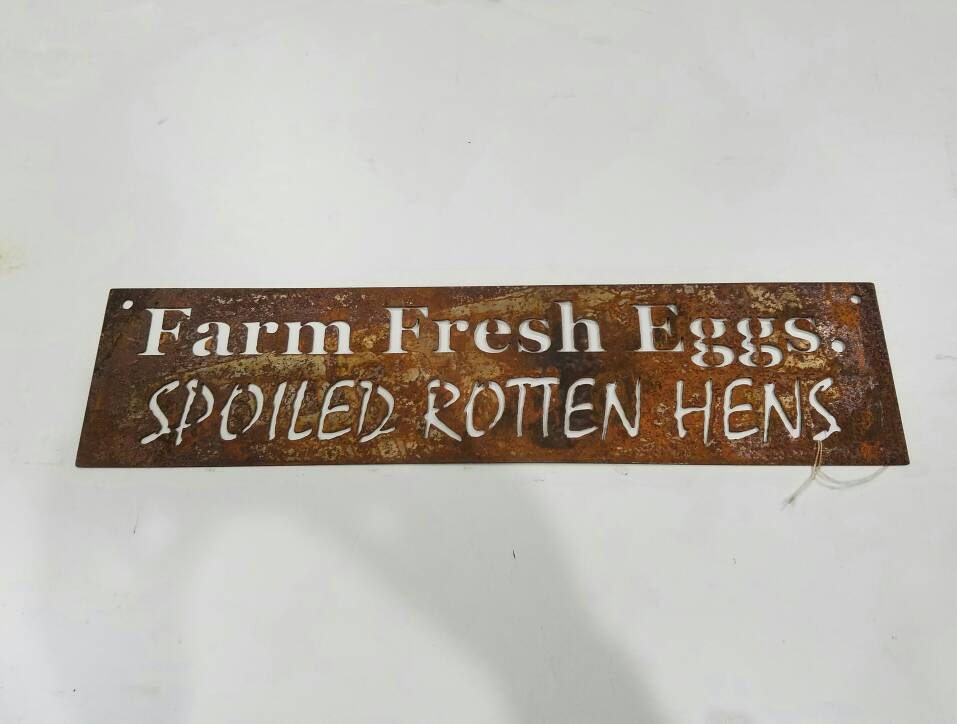 Farm Fresh Eggs,
SPOILED ROTTEN HENS